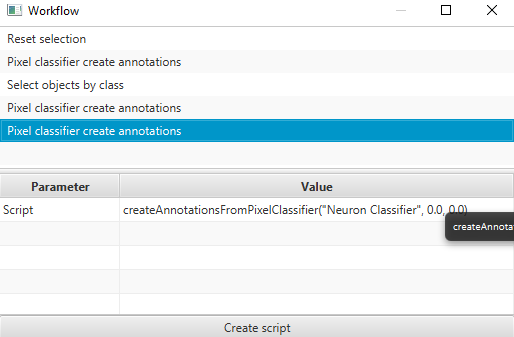 Workflow
Reset selection
Pixel classifier create annotations
Select objects by class
Pixel classifier create annotations
Pixel classifier create annotations
Parameter Value
Script createAnnotationsFromPixelClassifier("Neuron Classifier", 0.0, 0.0)
createAnnota
Create script